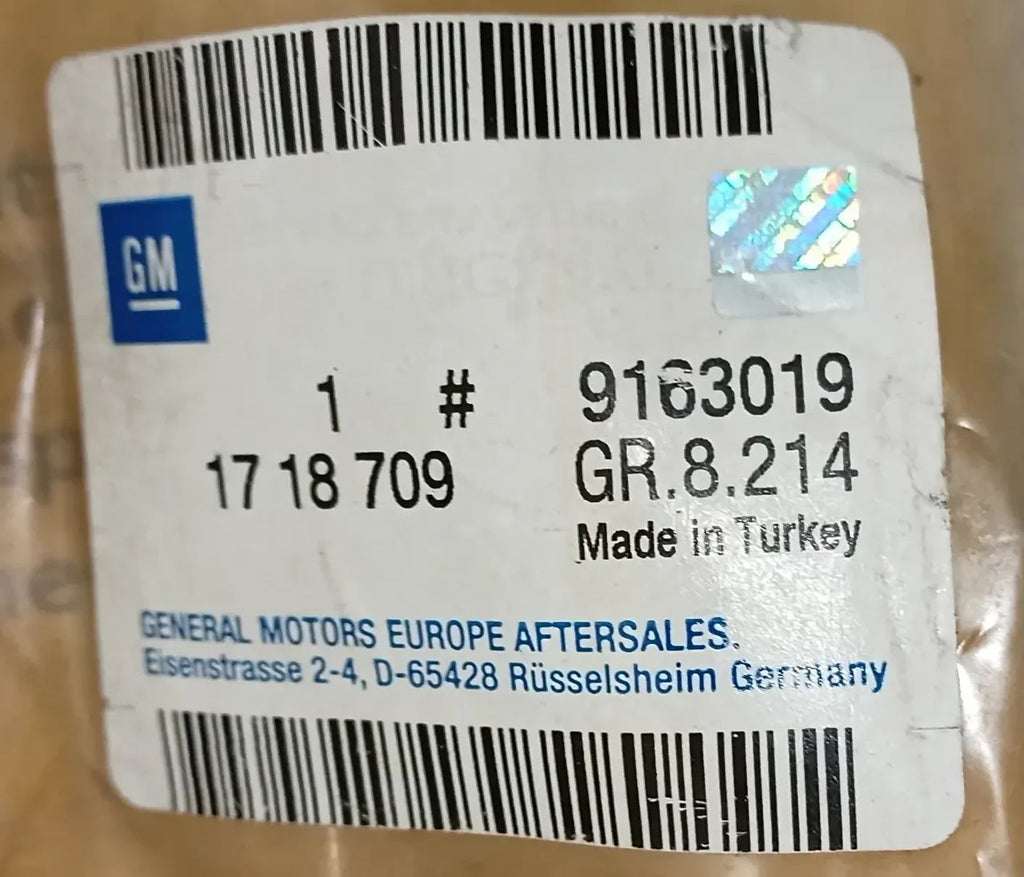 GM
1 # 9163019
17 18 709 GR.8.214
Made in Turkey
GENERAL MOTORS EUROPE AFTERSALES.
Eisenstrasse 2-4, D-65428 Rüsselsheim Germany